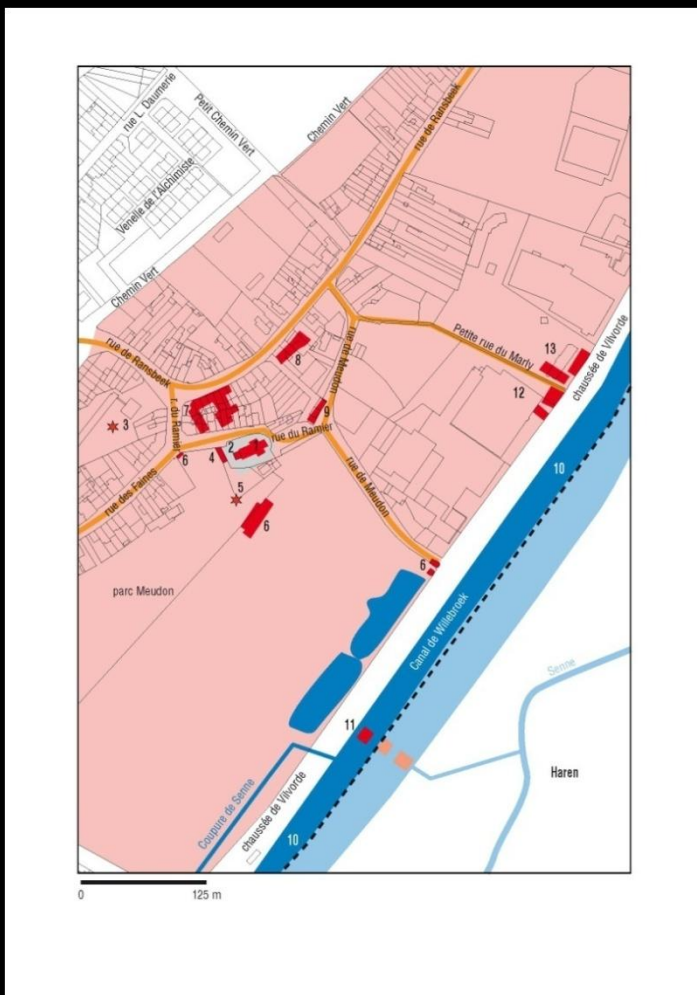 rue L. Daumerie
Petit Chemin Vert
Chemin Vert
rue de Ransbeek
Venelle de l'Alchimiste
Chemin Vert
rue de Ransbeek
8
rue de Meudon
Petite rue du Marly
13
12
chaussée de Vilvorde
3
r. du Ramier
7
9
2
1
rue du Ramier
4
6
10
rue des Faines
5
6
rue de Meudon
6
parc Meudon
Canal de Willebroek
Senne
11
Haren
Coupure de Senne
chaussée de Vilvorde
10
0 125 m